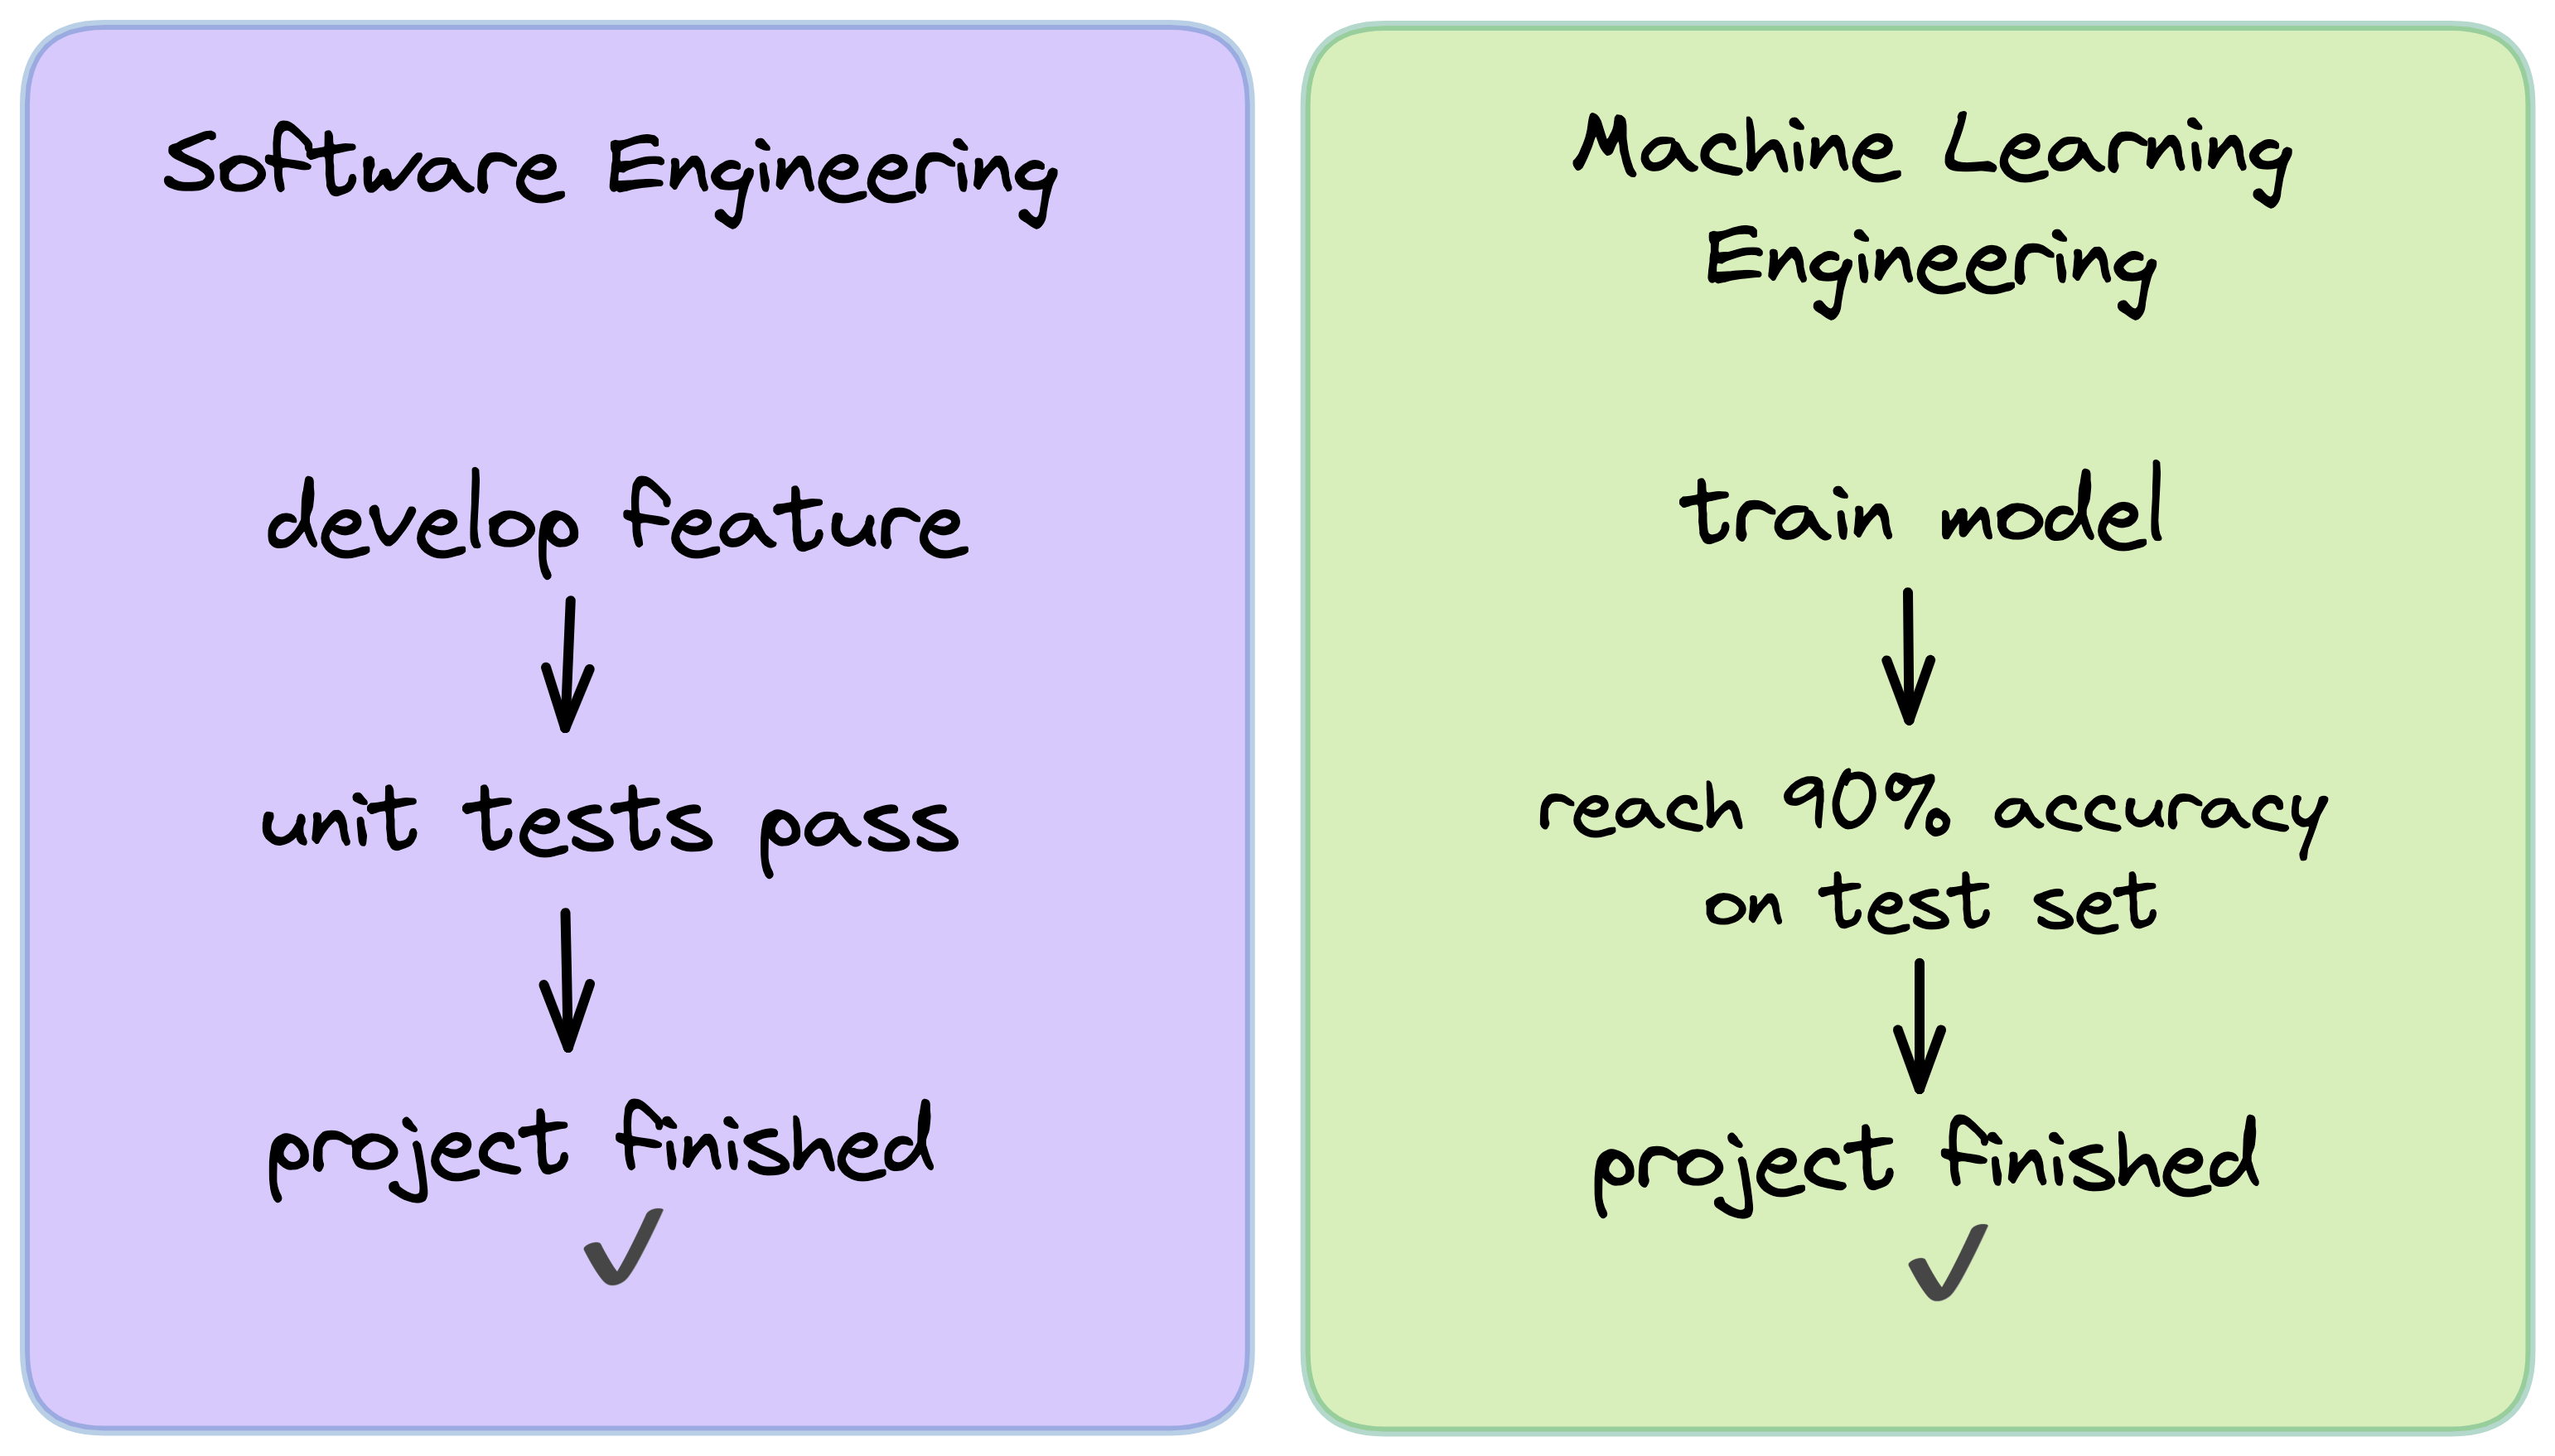 Software Engineering
develop feature
unit tests pass
project finished
✓
Machine Learning
Engineering
train model
reach 90% accuracy
on test set
project finished
✓